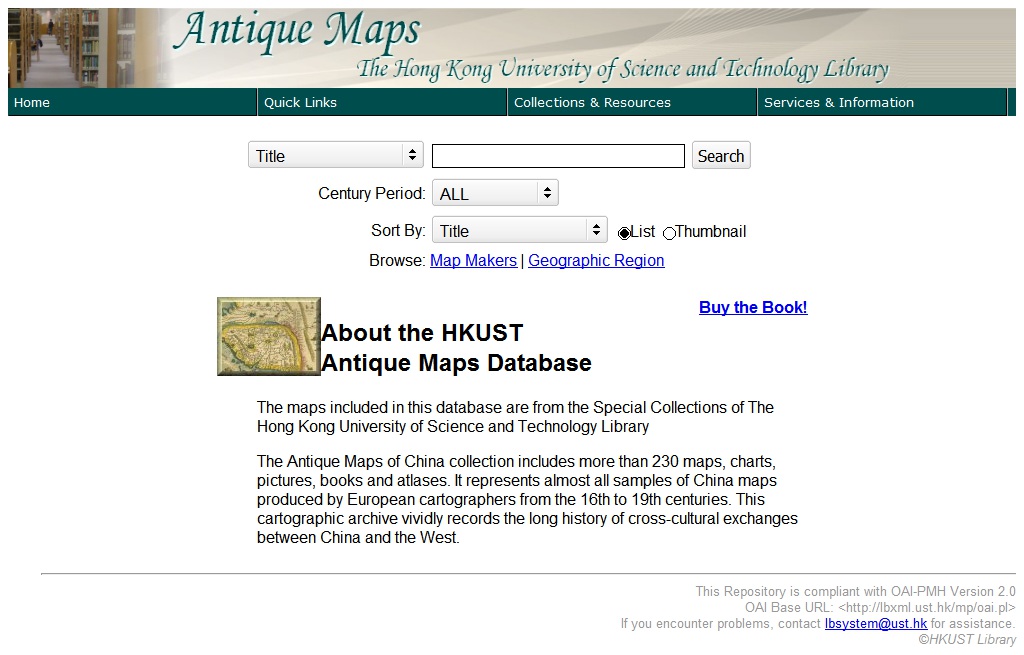 Antique Maps
The Hong Kong University of Science and Technology Library
Home
Quick Links
Collections & Resources
Services & Information
Title
Search
Century Period: ALL
Sort By: Title List Thumbnail
Browse: Map Makers | Geographic Region
Buy the Book!
About the HKUST
Antique Maps Database
The maps included in this database are from the Special Collections of The
Hong Kong University of Science and Technology Library
The Antique Maps of China collection includes more than 230 maps, charts,
pictures, books and atlases. It represents almost all samples of China maps
produced by European cartographers from the 16th to 19th centuries. This
cartographic archive vividly records the long history of cross-cultural exchanges
between China and the West.
This Repository is compliant with OAI-PMH Version 2.0
OAI Base URL: <http://lbxml.ust.hk/mp/oai.pl>
If you encounter problems, contact lbsystem@ust.hk for assistance.
©HKUST Library